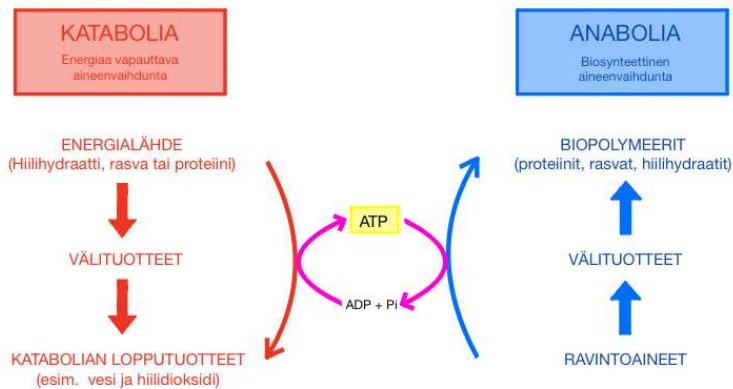 KATABOLIA
Energiaa vapauttava
aineenvaihdunta
ENERGIALÄHDE
(Hiilihydraatti, rasva tai proteiini)
VÄLITUOTTEET
KATABOLIAN LOPPUTUOTTEET
(esim. vesi ja hiilidioksidi)
ATP
ADP + Pi
ANABOLIA
Biosynteettinen
aineenvaihdunta
BIOPOLYMEERIT
(proteiinit, rasvat, hiilihydraatit)
VÄLITUOTTEET
RAVINTOAINEET